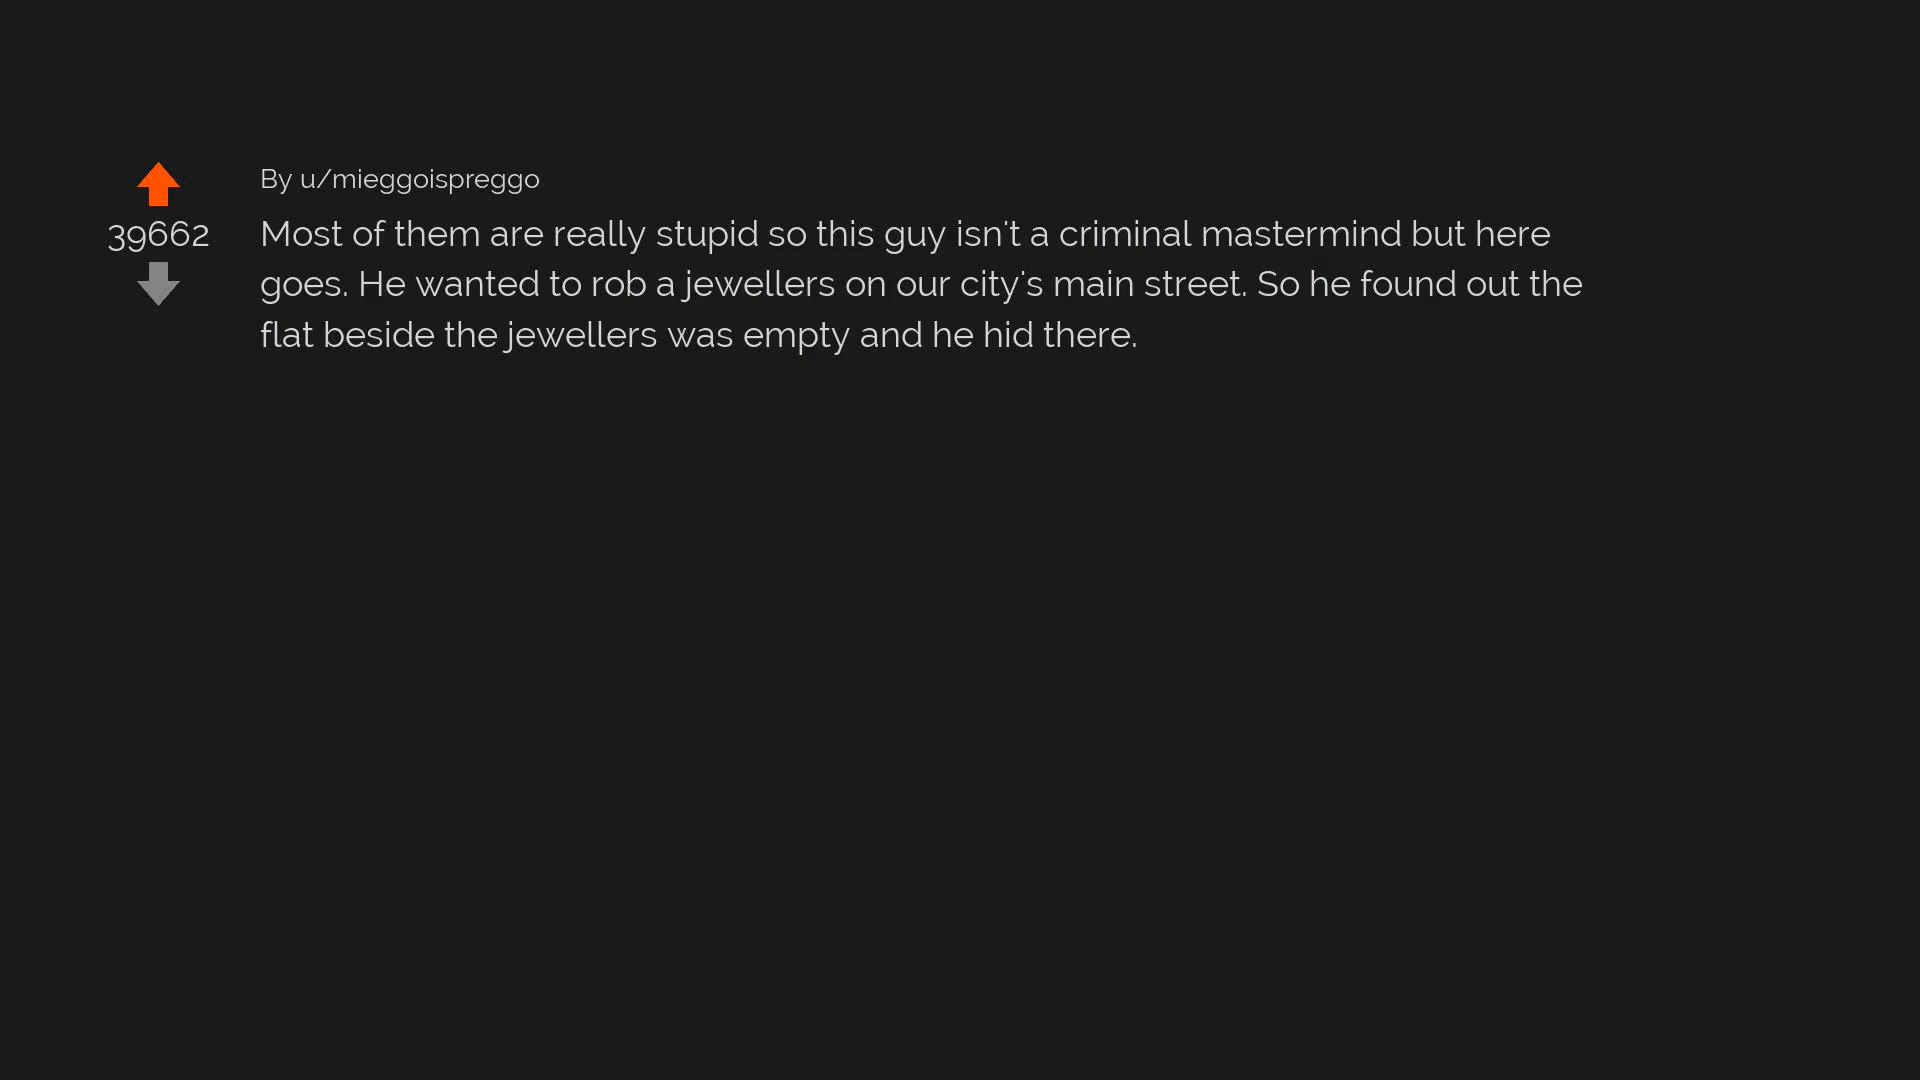 By u/mieggoispreggo
39662
Most of them are really stupid so this guy isn't a criminal mastermind but here
goes. He wanted to rob a jewellers on our city's main street. So he found out the
flat beside the jewellers was empty and he hid there.